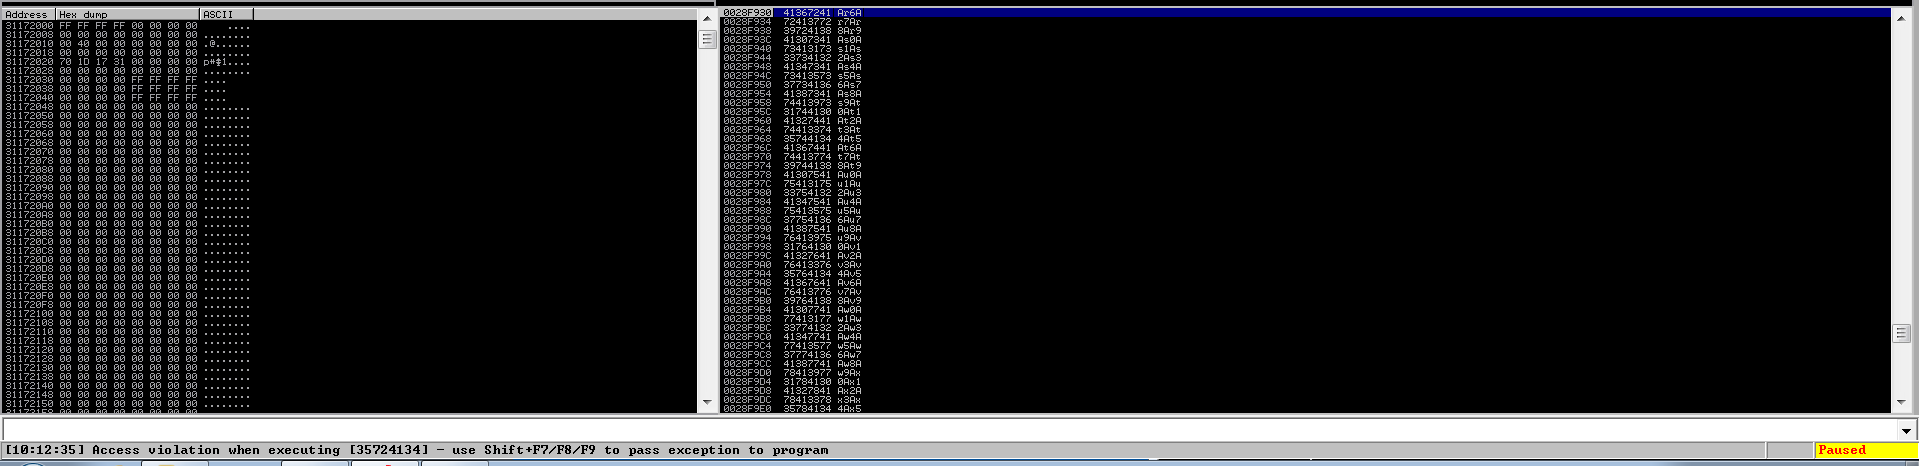 Address Hex dump ASCII
31172000 FF FF FF FF 00 00 00 00 ....
31172008 00 00 00 00 00 00 00 00 ........
31172010 00 40 00 00 00 00 00 00 .@......
31172018 00 00 00 00 00 00 00 00 ........
31172020 70 1D 17 31 00 00 00 00 p#‡1....
31172028 00 00 00 00 00 00 00 00 ........
31172030 00 00 00 00 FF FF FF FF ....
31172038 00 00 00 00 FF FF FF FF ....
31172040 00 00 00 00 FF FF FF FF ....
31172048 00 00 00 00 00 00 00 00 ........
31172050 00 00 00 00 00 00 00 00 ........
31172058 00 00 00 00 00 00 00 00 ........
31172060 00 00 00 00 00 00 00 00 ........
31172068 00 00 00 00 00 00 00 00 ........
31172070 00 00 00 00 00 00 00 00 ........
31172078 00 00 00 00 00 00 00 00 ........
31172080 00 00 00 00 00 00 00 00 ........
31172088 00 00 00 00 00 00 00 00 ........
31172090 00 00 00 00 00 00 00 00 ........
31172098 00 00 00 00 00 00 00 00 ........
311720A0 00 00 00 00 00 00 00 00 ........
311720A8 00 00 00 00 00 00 00 00 ........
311720B0 00 00 00 00 00 00 00 00 ........
311720B8 00 00 00 00 00 00 00 00 ........
311720C0 00 00 00 00 00 00 00 00 ........
311720C8 00 00 00 00 00 00 00 00 ........
311720D0 00 00 00 00 00 00 00 00 ........
311720D8 00 00 00 00 00 00 00 00 ........
311720E0 00 00 00 00 00 00 00 00 ........
311720E8 00 00 00 00 00 00 00 00 ........
311720F0 00 00 00 00 00 00 00 00 ........
311720F8 00 00 00 00 00 00 00 00 ........
31172100 00 00 00 00 00 00 00 00 ........
31172108 00 00 00 00 00 00 00 00 ........
31172110 00 00 00 00 00 00 00 00 ........
31172118 00 00 00 00 00 00 00 00 ........
31172120 00 00 00 00 00 00 00 00 ........
31172128 00 00 00 00 00 00 00 00 ........
31172130 00 00 00 00 00 00 00 00 ........
31172138 00 00 00 00 00 00 00 00 ........
31172140 00 00 00 00 00 00 00 00 ........
31172148 00 00 00 00 00 00 00 00 ........
31172150 00 00 00 00 00 00 00 00 ........
0028F930 41367241 Ar6A
0028F934 72413772 r7Ar
0028F938 39724138 8Ar9
0028F93C 41307341 As0A
0028F940 73413173 s1As
0028F944 33734132 2As3
0028F948 41347341 As4A
0028F94C 73413573 s5As
0028F950 37734136 6As7
0028F954 41387341 As8A
0028F958 74413973 s9At
0028F95C 31744130 0At1
0028F960 41327441 At2A
0028F964 74413374 t3At
0028F968 35744134 4At5
0028F96C 41367441 At6A
0028F970 74413774 t7At
0028F974 39744138 8At9
0028F978 41307541 Au0A
0028F97C 75413175 u1Au
0028F980 33754132 2Au3
0028F984 41347541 Au4A
0028F988 75413575 u5Au
0028F98C 37754136 6Au7
0028F990 41387541 Au8A
0028F994 76413975 u9Av
0028F998 31764130 0Av1
0028F99C 41327641 Av2A
0028F9A0 76413376 v3Av
0028F9A4 35764134 4Av5
0028F9A8 41367641 Av6A
0028F9AC 76413776 v7Av
0028F9B0 39764138 8Av9
0028F9B4 41307741 Aw0A
0028F9B8 77413177 w1Aw
0028F9BC 33774132 2Aw3
0028F9C0 41347741 Aw4A
0028F9C4 77413577 w5Aw
0028F9C8 37774136 6Aw7
0028F9CC 41387741 Aw8A
0028F9D0 78413977 w9Ax
0028F9D4 31784130 0Ax1
0028F9D8 41327841 Ax2A
0028F9DC 78413378 x3Ax
0028F9E0 35784134 4Ax5
[10:12:35] Access violation when executing [35724134] - use Shift+F7/F8/F9 to pass exception to program
Paused